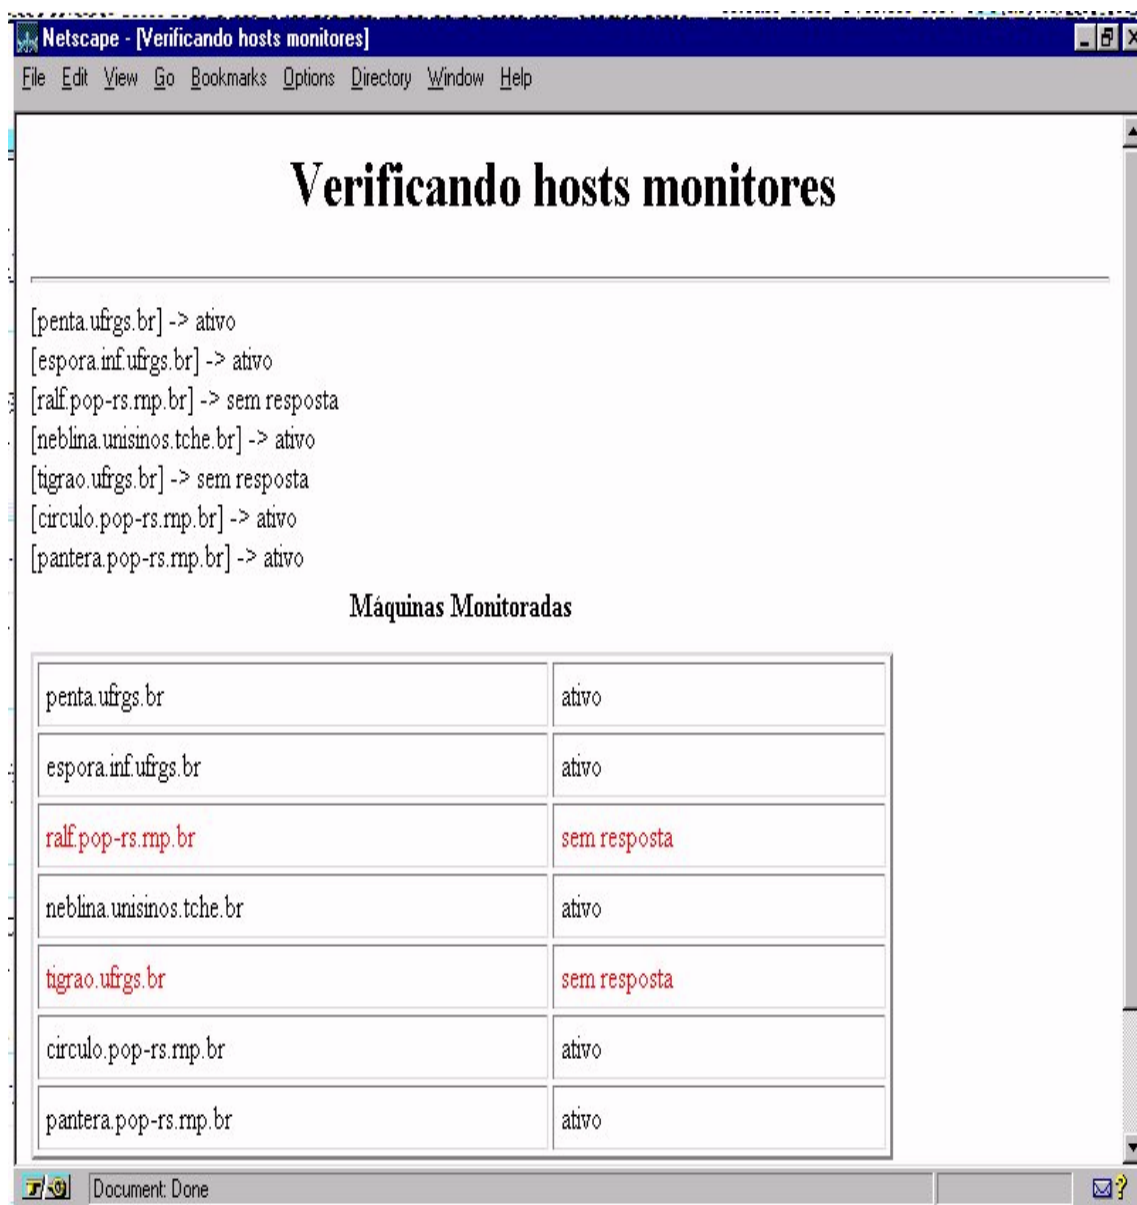 Netscape - [Verificando hosts monitores]
File Edit View Go Bookmarks Options Directory Window Help
Verificando hosts monitores
[penta.ufrgs.br] -> ativo
[espora.inf.ufrgs.br] -> ativo
[ralf.pop-rs.rnp.br] -> sem resposta
[neblina.unisinos.tche.br] -> ativo
[tigrao.ufrgs.br] -> sem resposta
[circulo.pop-rs.rnp.br] -> ativo
[pantera.pop-rs.rnp.br] -> ativo
Máquinas Monitoradas
penta.ufrgs.br ativo
espora.inf.ufrgs.br ativo
ralf.pop-rs.rnp.br sem resposta
neblina.unisinos.tche.br ativo
tigrao.ufrgs.br sem resposta
circulo.pop-rs.rnp.br ativo
pantera.pop-rs.rnp.br ativo
Document: Done